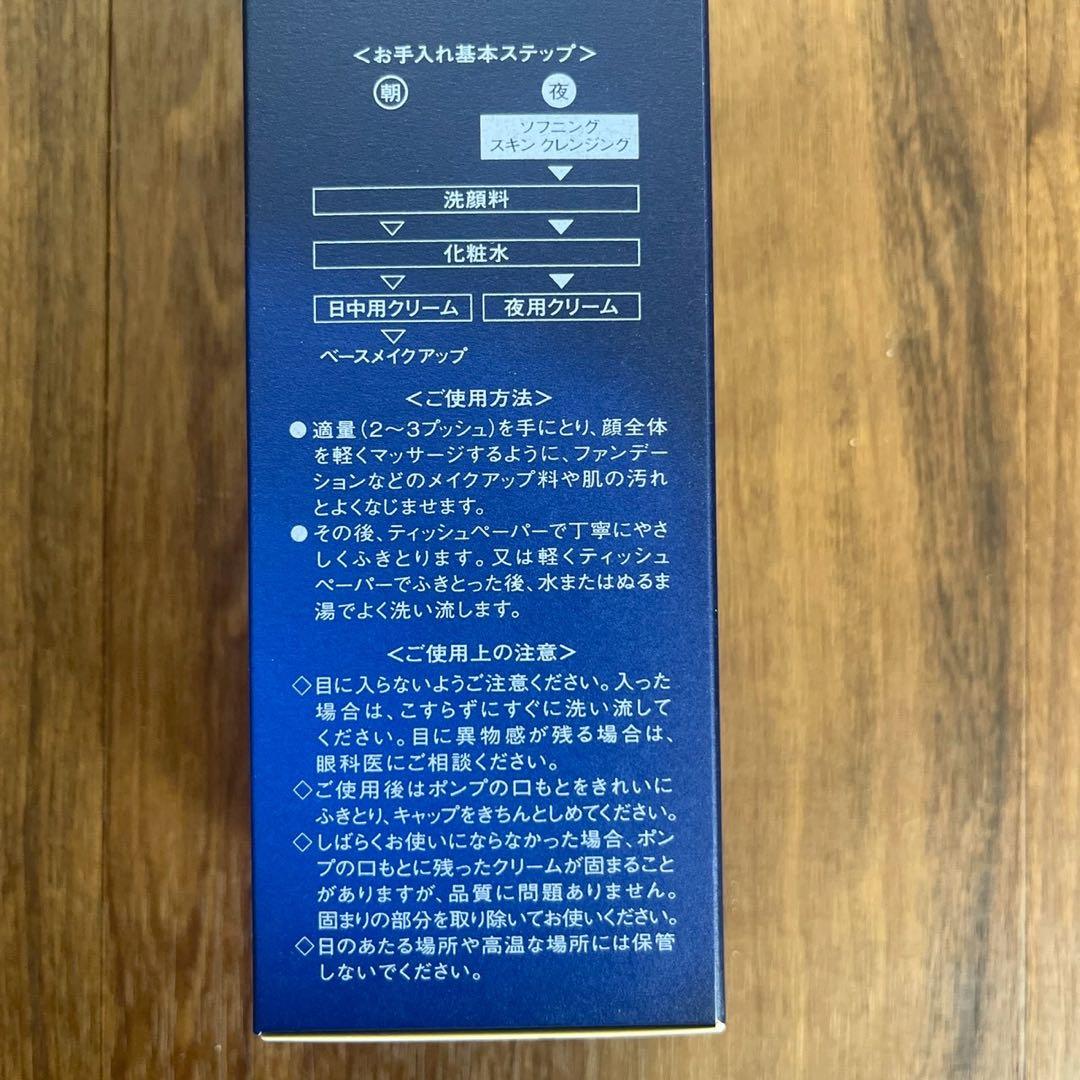 <お手入れ基本ステップ>
朝 夜
ソフニング
スキン クレンジング
洗顔料
化粧水
日中用クリーム 夜用クリーム
ベースメイクアップ
<ご使用方法>
●適量(2〜3プッシュ)を手にとり、顔全体
を軽くマッサージするように、ファンデー
ションなどのメイクアップ料や肌の汚れ
とよくなじませます。
●その後、ティッシュペーパーで丁寧にやさ
しくふきとります。又は軽くティッシュ
ペーパーでふきとった後、水またはぬるま
湯でよく洗い流します。
<ご使用上の注意>
◇目に入らないようご注意ください。入った
場合は、こすらずにすぐに洗い流して
ください。目に異物感が残る場合は、
眼科医にご相談ください。
◇ご使用後はポンプの口もとをきれいに
ふきとり、キャップをきちんとしめてください。
◇しばらくお使いにならなかった場合、ポン
プの口もとに残ったクリームが固まること
がありますが、品質に問題ありません。
固まりの部分を取り除いてお使いください。
◇日のあたる場所や高温な場所には保管
しないでください。